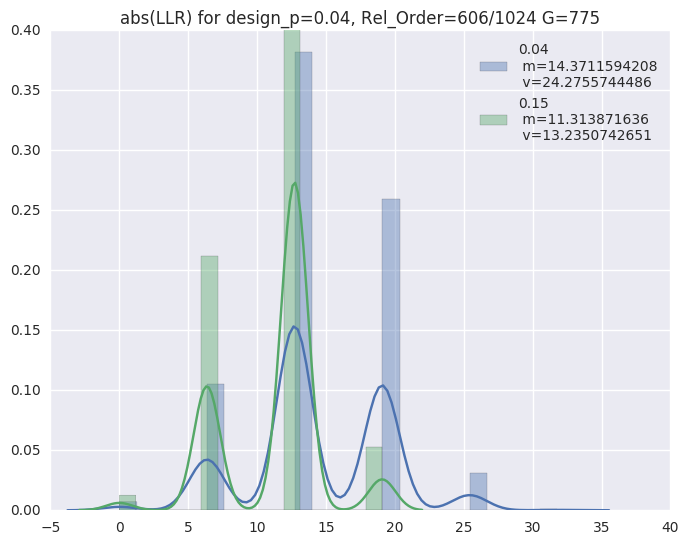 abs(LLR) for design_p=0.04, Rel_Order=606/1024 G=775
0.40
0.35
0.30
0.25
0.20
0.15
0.10
0.05
0.00
0.04
m=14.3711594208
v=24.2755744486
0.15
m=11.313871636
v=13.2350742651
−5 0 5 10 15 20 25 30 35 40